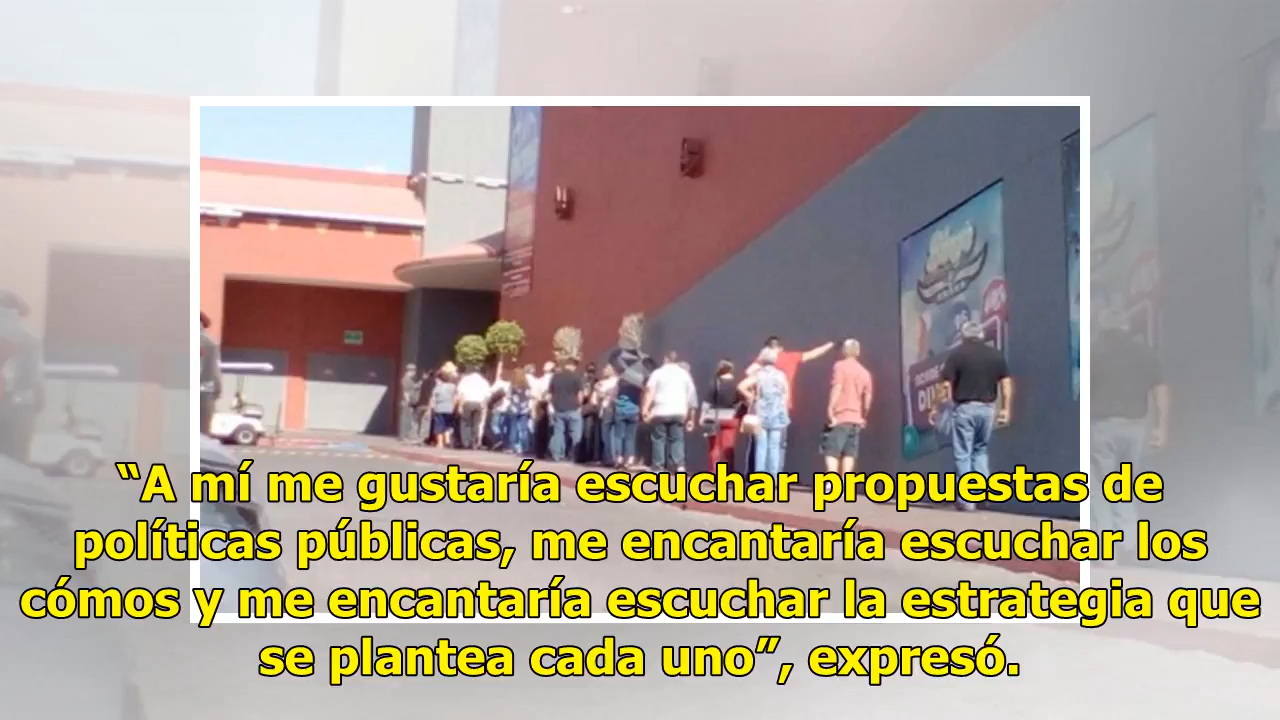 “A mí me gustaría escuchar propuestas de
políticas públicas, me encantaría escuchar los
cómos y me encantaría escuchar la estrategia que
se plantea cada uno”, expresó.